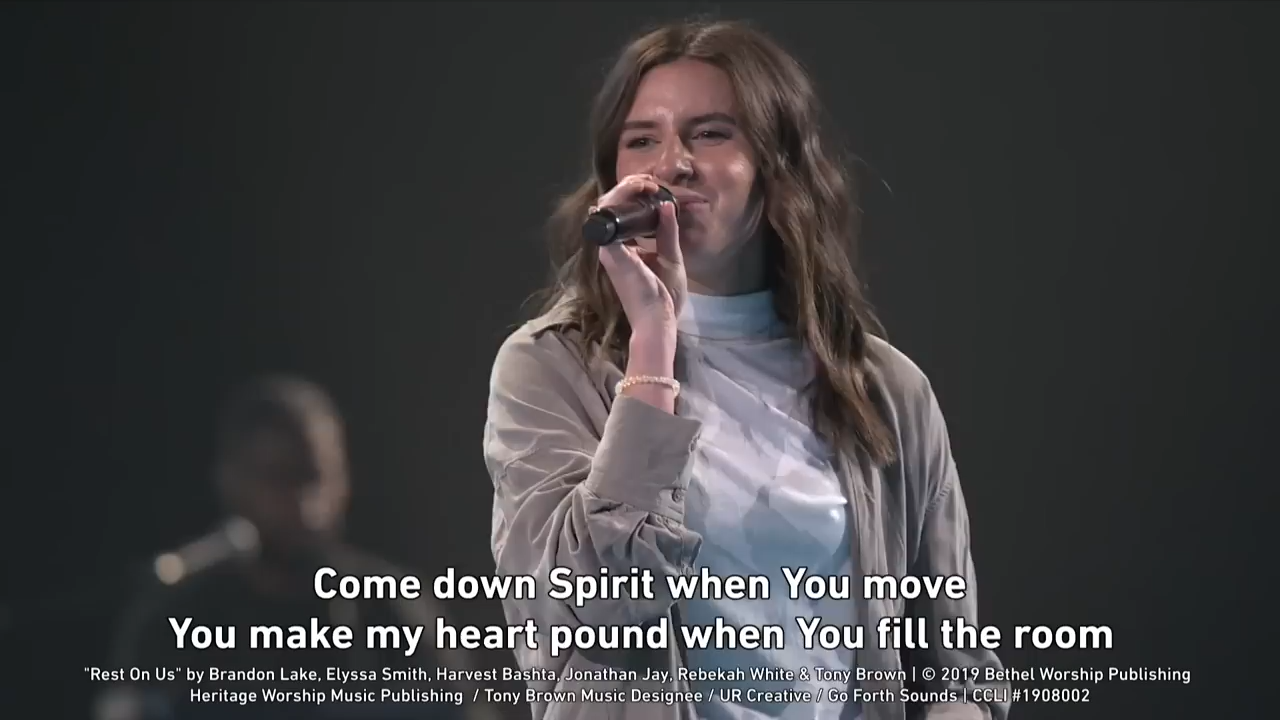 Come down Spirit when You move
You make my heart pound when You fill the room
"Rest On Us" by Brandon Lake, Elyssa Smith, Harvest Bashta, Jonathan Jay, Rebekah White & Tony Brown | © 2019 Bethel Worship Publishing
Heritage Worship Music Publishing / Tony Brown Music Designee / UR Creative / Go Forth Sounds | CCLI #1908002